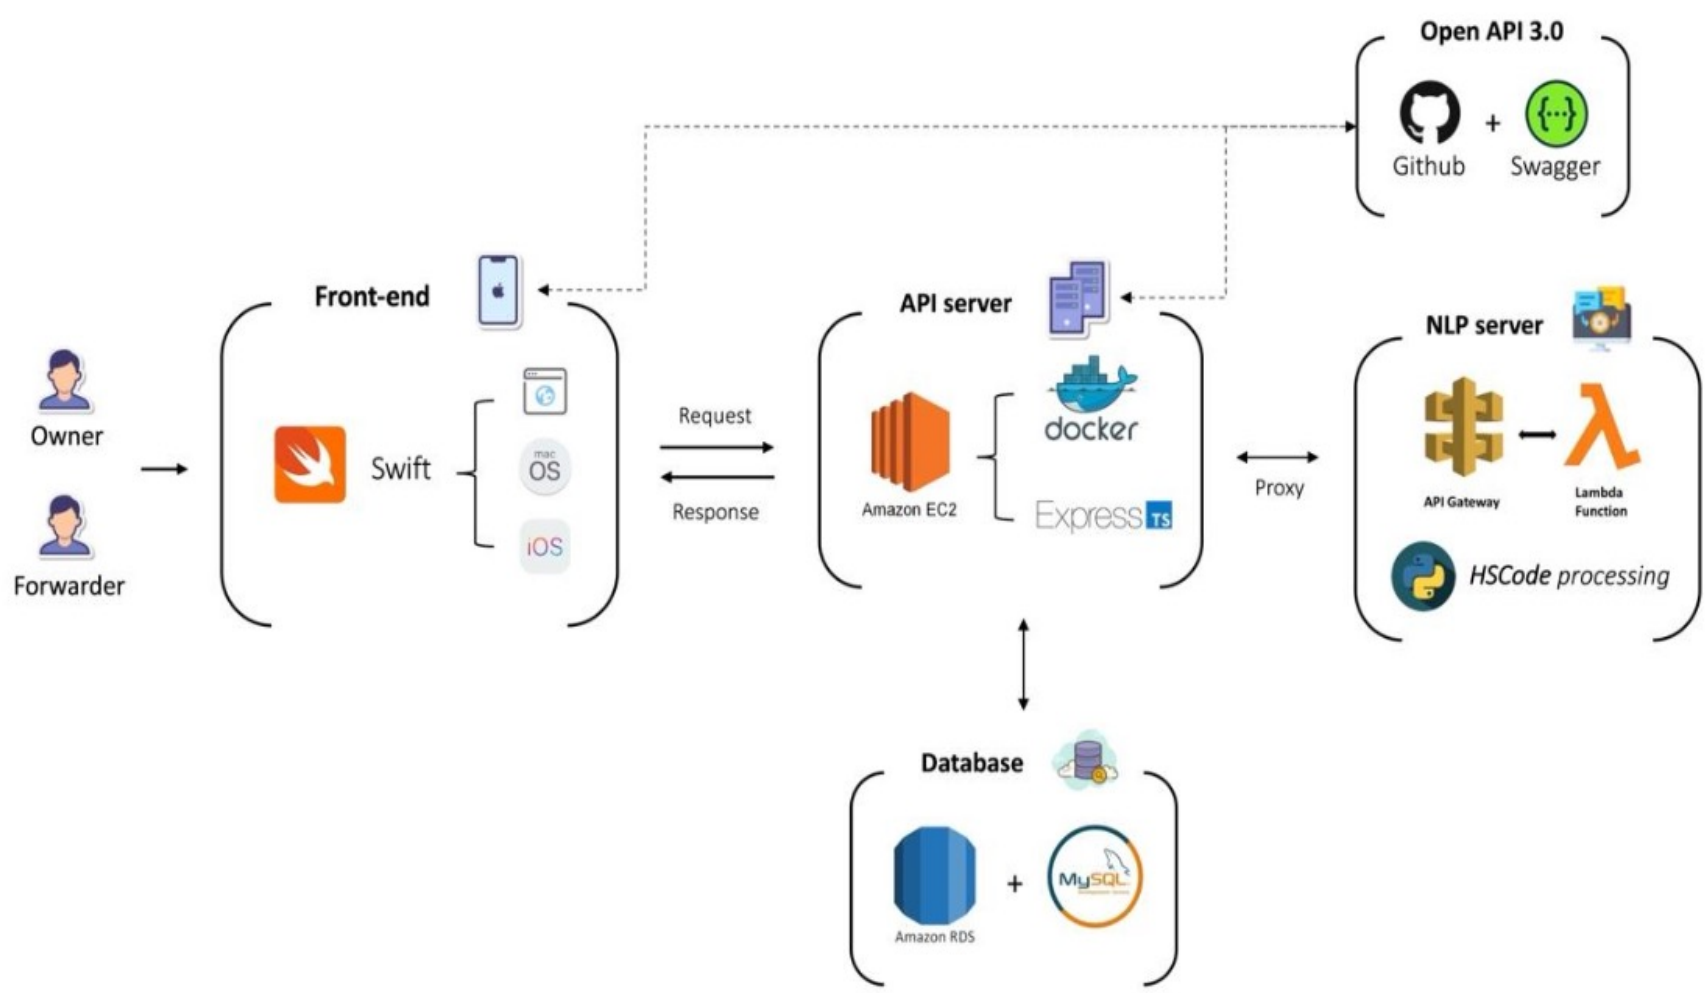 Open API 3.0
Github + Swagger
Front-end
API server
NLP server
Owner
Forwarder
Swift
mac
OS
iOS
Request
Response
Amazon EC2
docker
Express TS
Proxy
API Gateway
Lambda
Function
HSCode processing
Database
Amazon RDS
+
MySQL